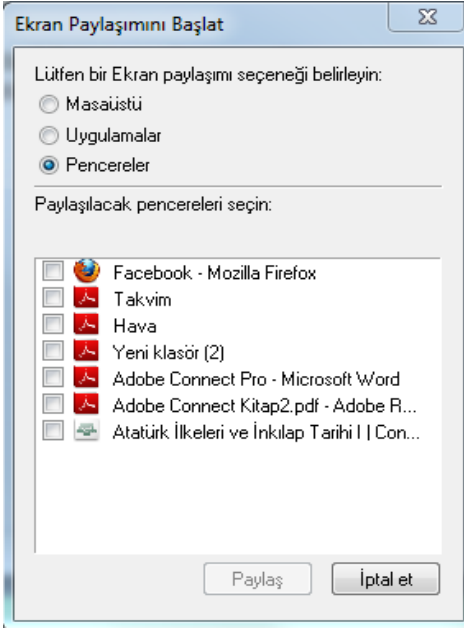 Ekran Paylaşımını Başlat
Lütfen bir Ekran paylaşımı seçeneği belirleyin:
Masaüstü
Uygulamalar
Pencereler
Paylaşılacak pencereleri seçin:
Facebook - Mozilla Firefox
Takvim
Hava
Yeni klasör (2)
Adobe Connect Pro - Microsoft Word
Adobe Connect Kitap2.pdf - Adobe R...
Atatürk İlkeleri ve İnkılap Tarihi I | Con...
Paylaş İptal et